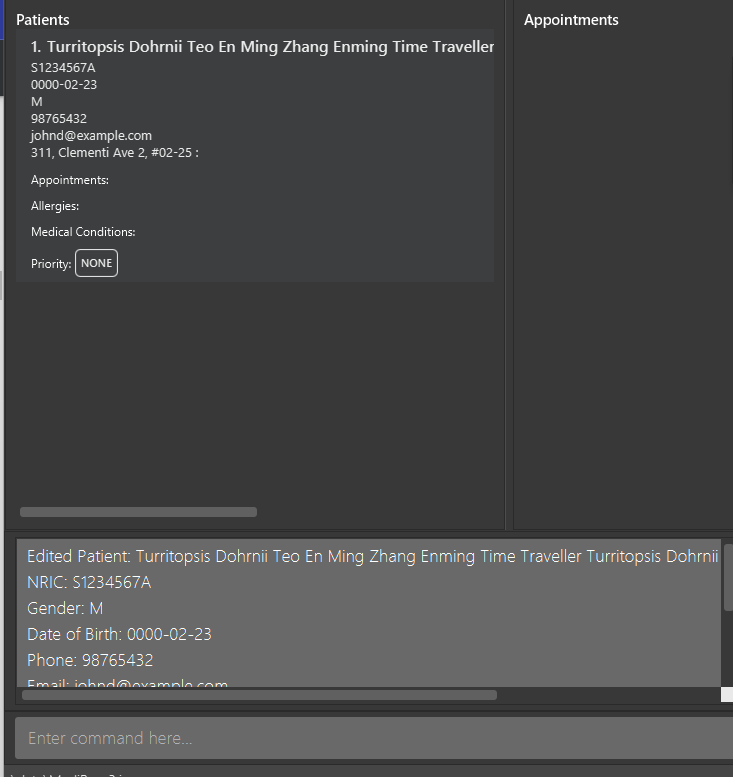 Patients
1. Turritopsis Dohrnii Teo En Ming Zhang Enming Time Traveller
S1234567A
0000-02-23
M
98765432
johnd@example.com
311, Clementi Ave 2, #02-25 :
Appointments:
Allergies:
Medical Conditions:
Priority: NONE
Appointments
Edited Patient: Turritopsis Dohrnii Teo En Ming Zhang Enming Time Traveller Turritopsis Dohrnii
NRIC: S1234567A
Gender: M
Date of Birth: 0000-02-23
Phone: 98765432
Email: johnd@example.com
Enter command here...